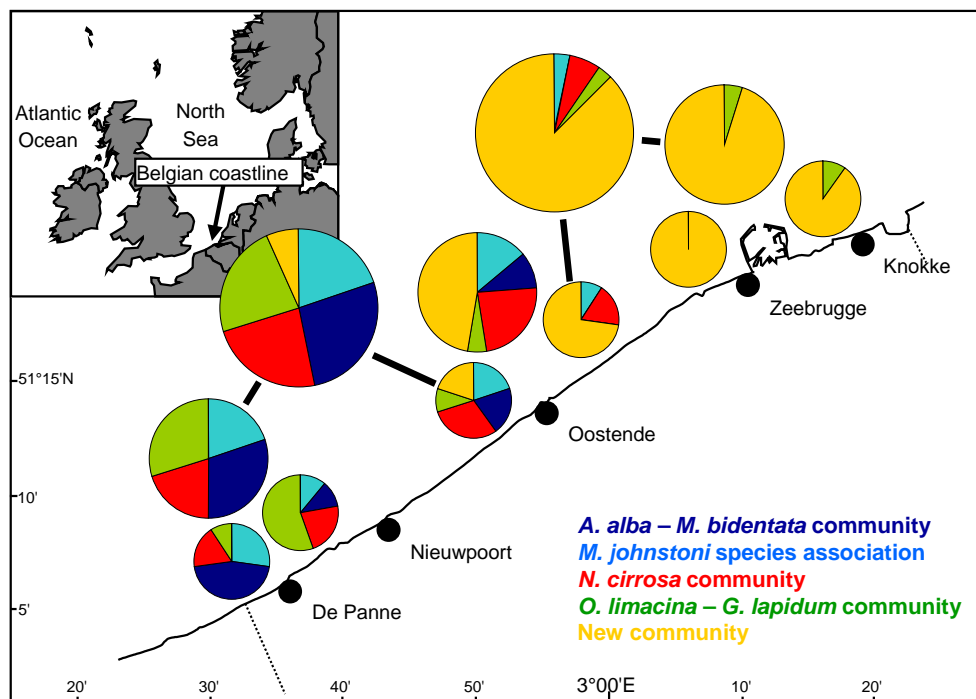 Atlantic
Ocean
North
Sea
Belgian coastline
Knokke
Zeebrugge
51°15'N
Oostende
10'
A. alba – M. bidentata community
M. johnstoni species association
Nieuwpoort
N. cirrosa community
O. limacina – G. lapidum community
5'
De Panne
New community
20'
30'
40'
50'
3°00'E
10'
20'